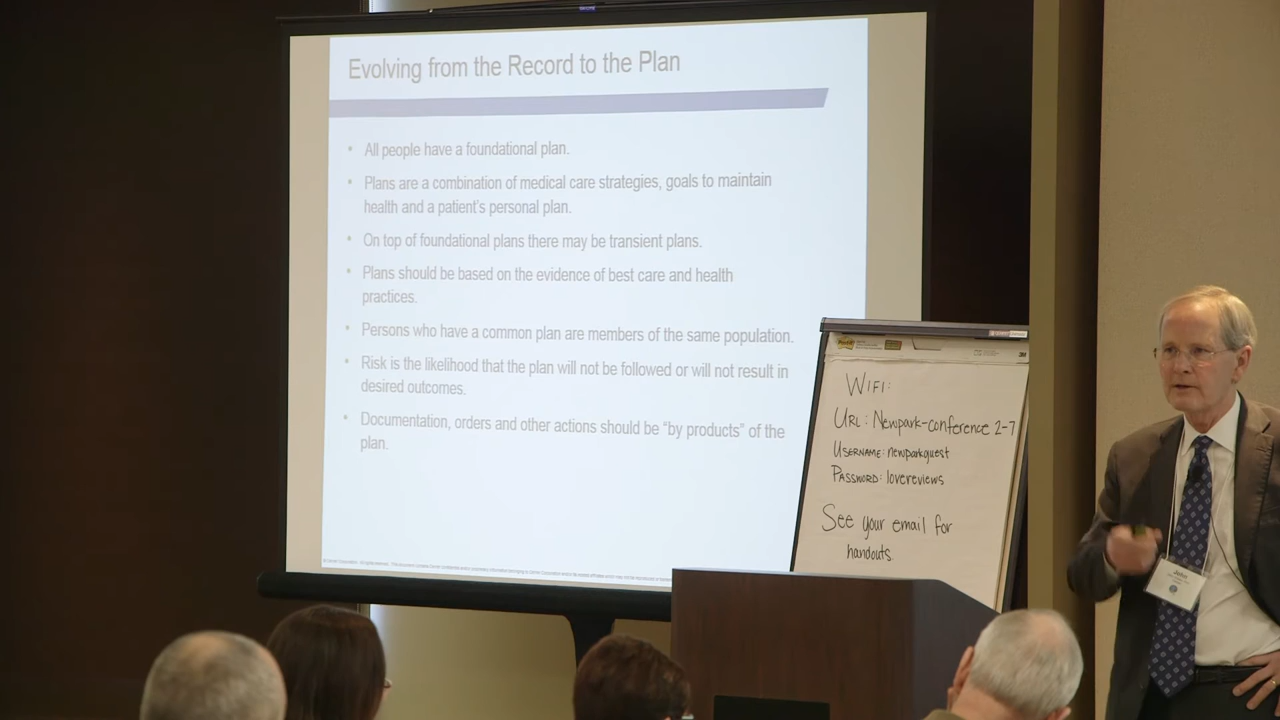 Evolving from the Record to the Plan
• All people have a foundational plan.
• Plans are a combination of medical care strategies, goals to maintain
health and a patient's personal plan.
• On top of foundational plans there may be transient plans.
• Plans should be based on the evidence of best care and health
practices.
• Persons who have a common plan are members of the same population.
• Risk is the likelihood that the plan will not be followed or will not result in
desired outcomes.
• Documentation, orders and other actions should be "by products" of the
plan.
Post-it
3M
WIFI:
URL: Newpark-conference 2-7
USERNAME: newparkguest
PASSWORD: lovereviews
See your email for
handouts
John